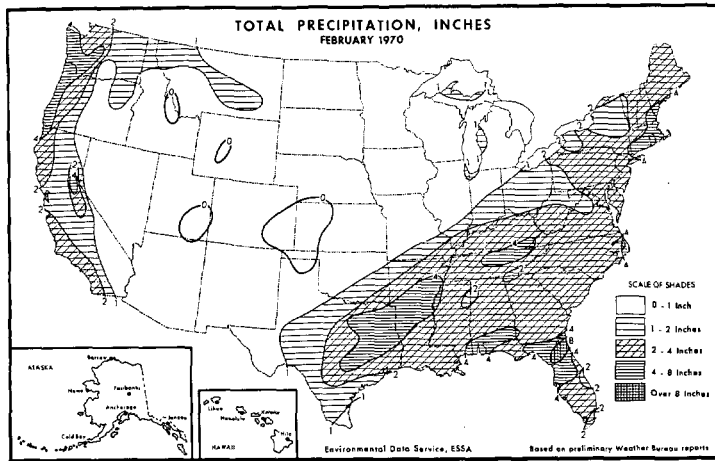 TOTAL PRECIPITATION, INCHES
FEBRUARY 1970
SCALE OF SHADES
0 - 1 Inch
1 - 2 Inches
2 - 4 Inches
4 - 8 Inches
Over 8 Inches
ALASKA
Barrow
Nome
Fairbanks
Anchorage
Juneau
Cold Bay
Lihue
Honolulu
Kahului
Hilo
HAWAII
Environmental Data Service, ESSA
Based on preliminary Weather Bureau reports